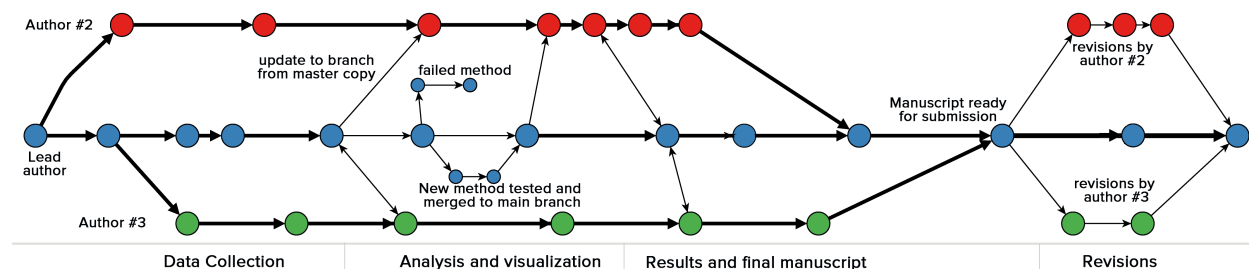 Author #2
update to branch
from master copy
failed method
revisions by
author #2
Manuscript ready
for submission
Lead
author
New method tested and
merged to main branch
revisions by
author #3
Author #3
Data Collection
Analysis and visualization
Results and final manuscript
Revisions